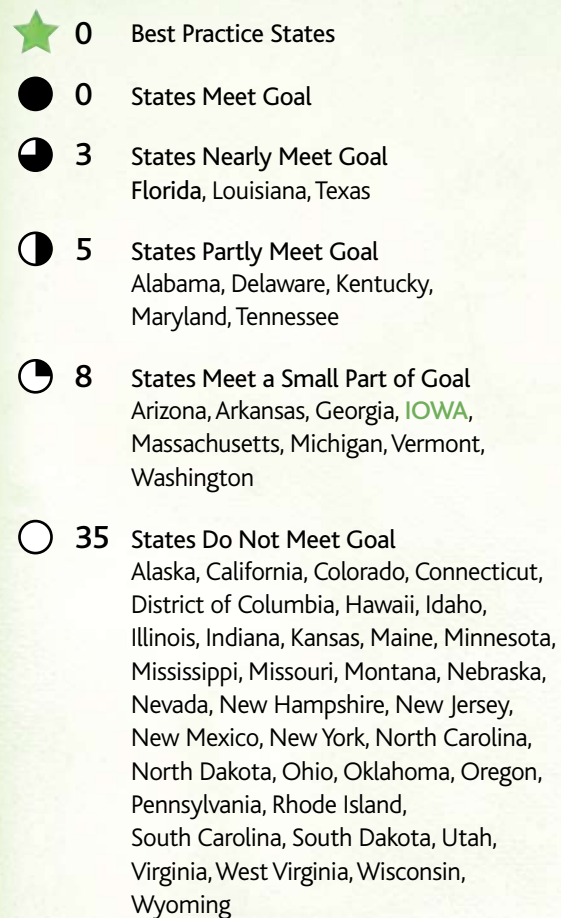 0 Best Practice States
0 States Meet Goal
3 States Nearly Meet Goal
Florida, Louisiana, Texas
5 States Partly Meet Goal
Alabama, Delaware, Kentucky,
Maryland, Tennessee
8 States Meet a Small Part of Goal
Arizona, Arkansas, Georgia, IOWA,
Massachusetts, Michigan, Vermont,
Washington
35 States Do Not Meet Goal
Alaska, California, Colorado, Connecticut,
District of Columbia, Hawaii, Idaho,
Illinois, Indiana, Kansas, Maine, Minnesota,
Mississippi, Missouri, Montana, Nebraska,
Nevada, New Hampshire, New Jersey,
New Mexico, New York, North Carolina,
North Dakota, Ohio, Oklahoma, Oregon,
Pennsylvania, Rhode Island,
South Carolina, South Dakota, Utah,
Virginia, West Virginia, Wisconsin,
Wyoming